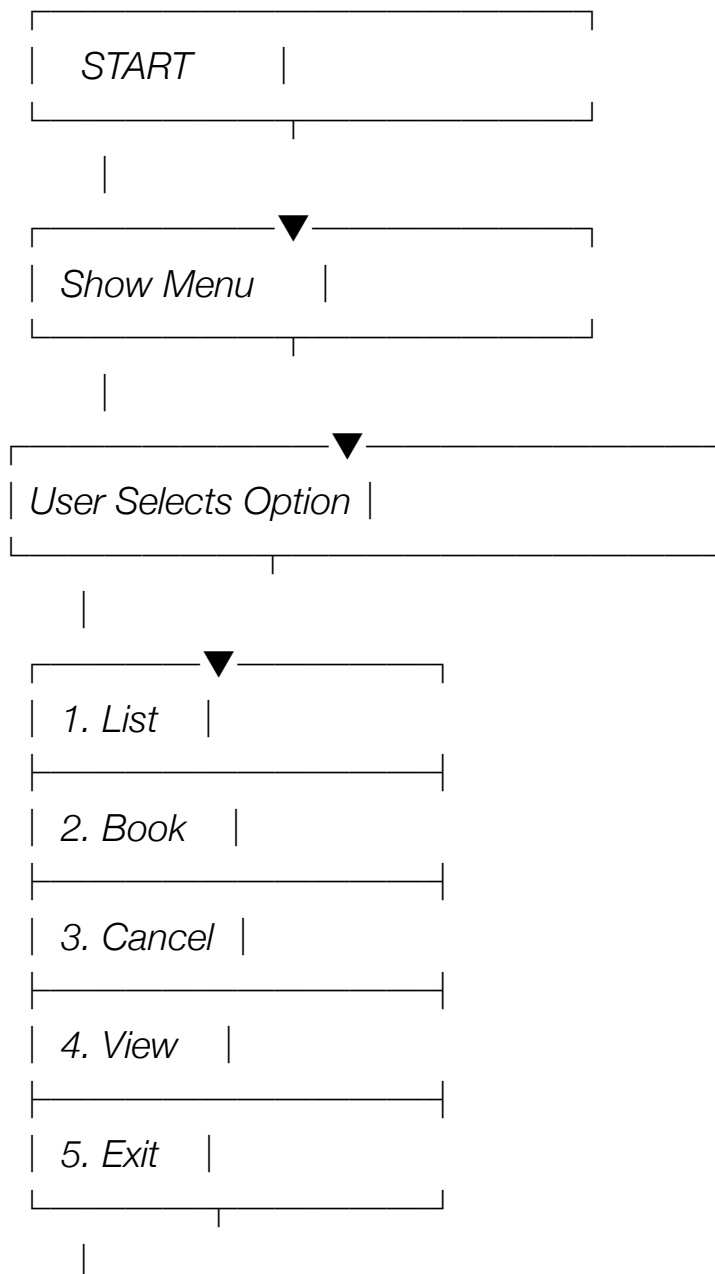 START
Show Menu
User Selects Option
1. List
2. Book
3. Cancel
4. View
5. Exit